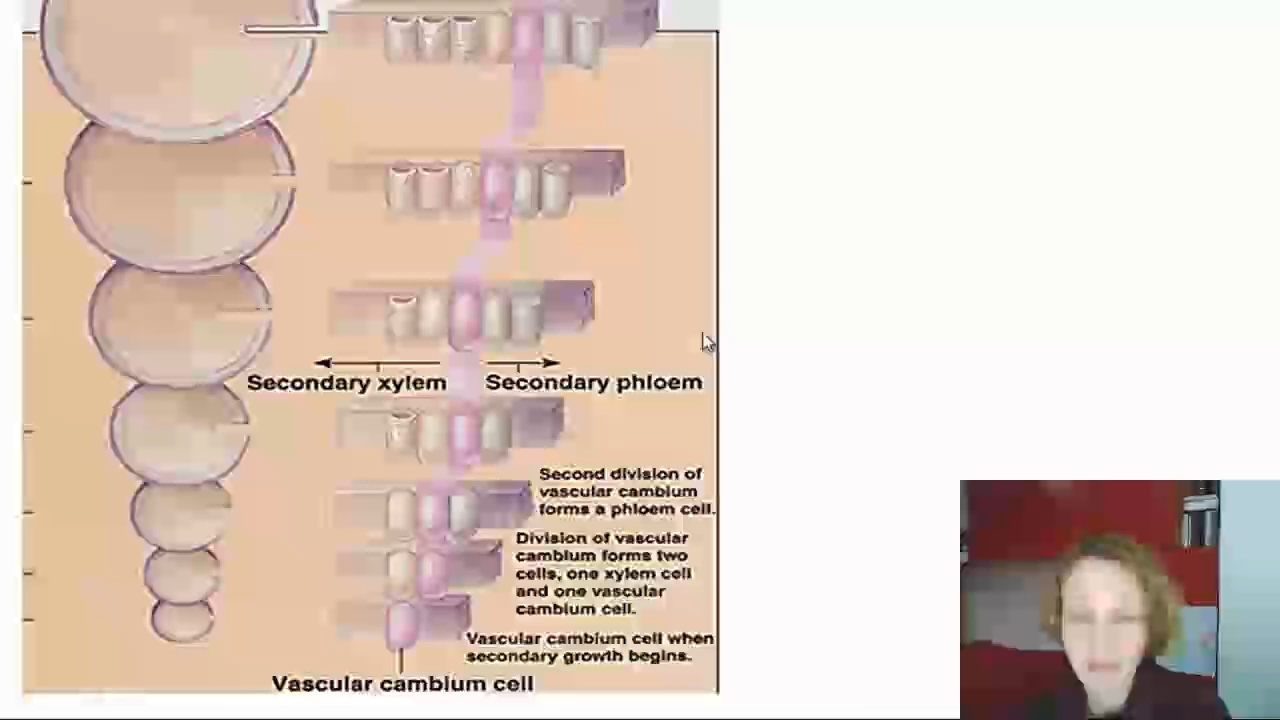 Secondary xylem
Secondary phloem
Second division of
vascular cambium
forms a phloem cell.
Division of vascular
cambium forms two
cells, one xylem cell
and one vascular
cambium cell.
Vascular cambium cell when
secondary growth begins.
Vascular cambium cell